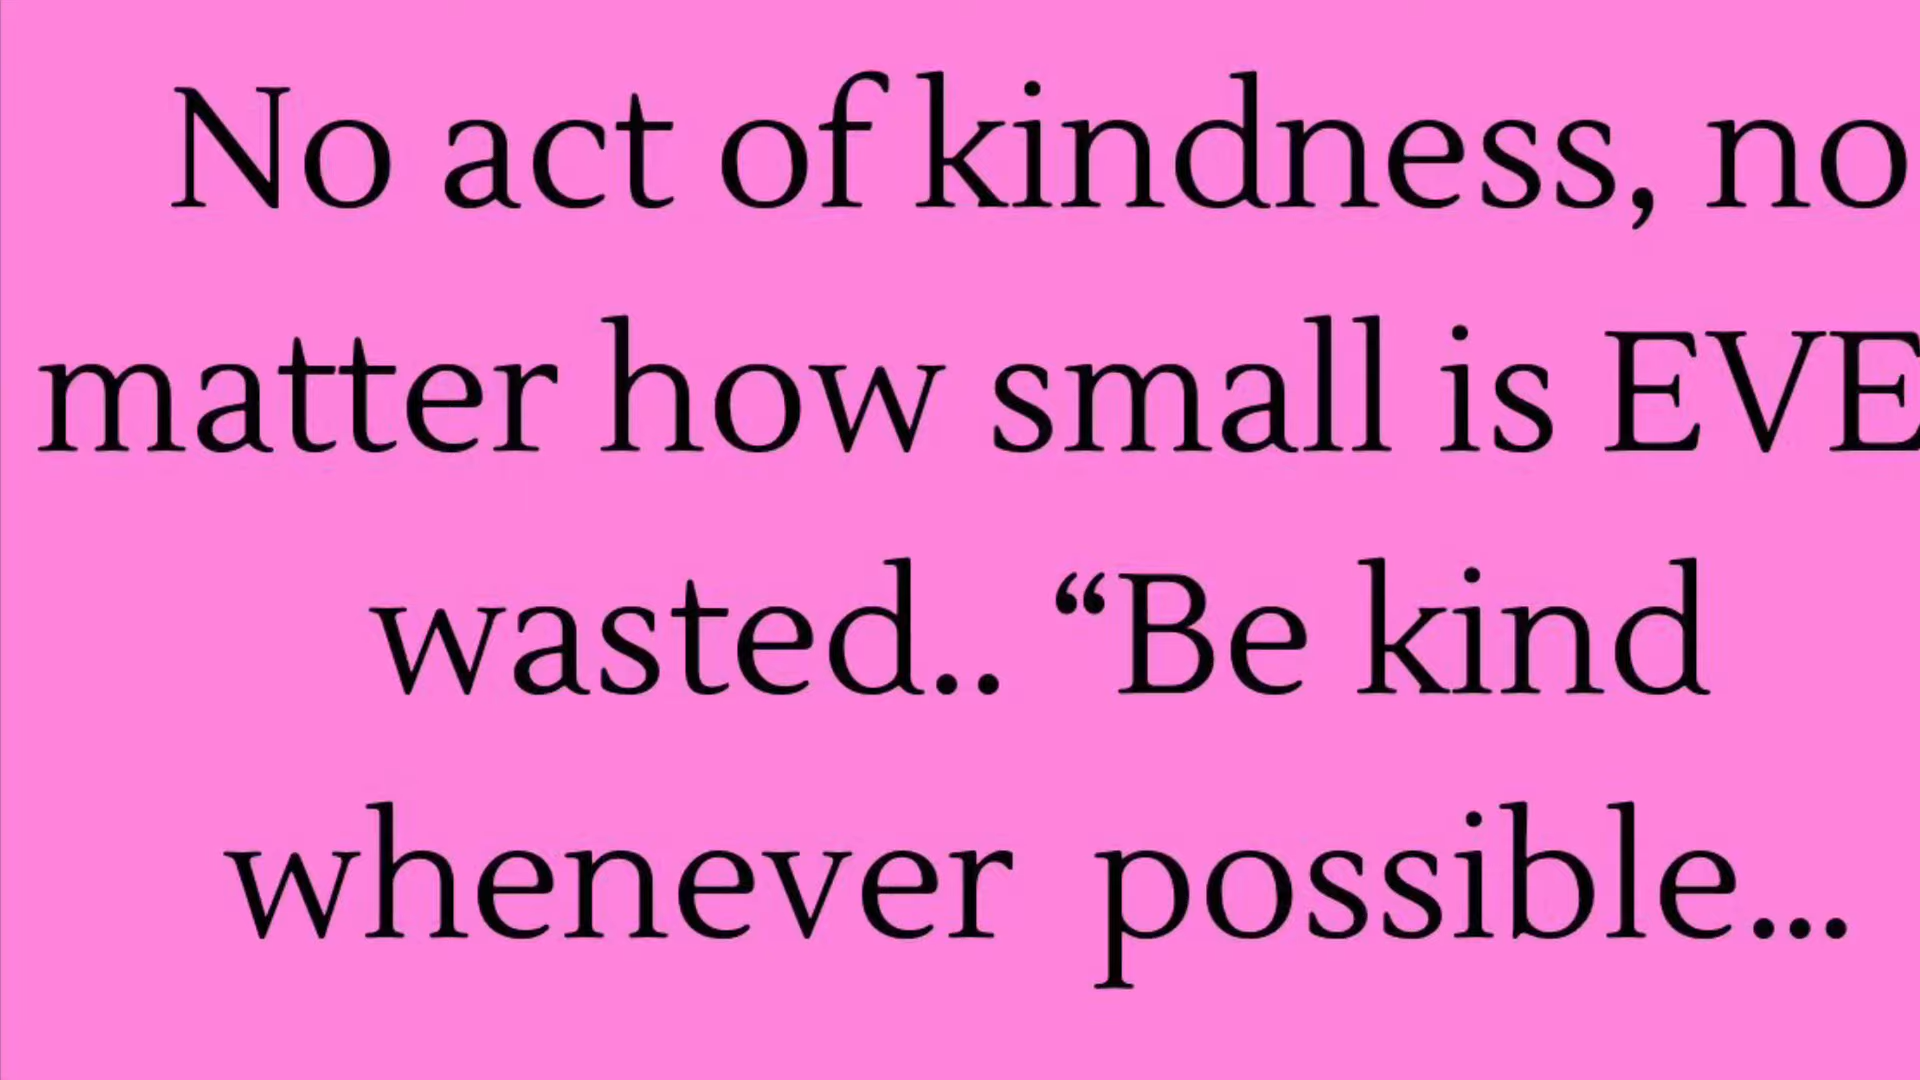 No act of kindness, no
matter how small is EVE
wasted.. “Be kind
whenever  possible...